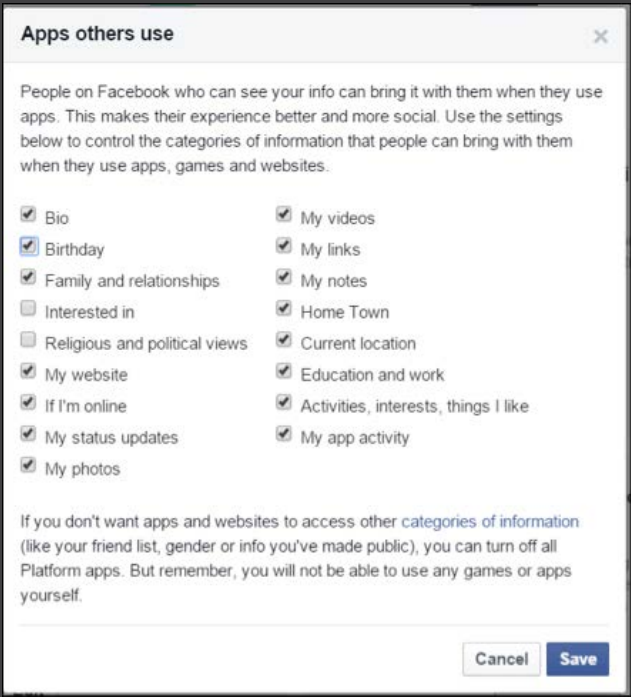 Apps others use
People on Facebook who can see your info can bring it with them when they use
apps. This makes their experience better and more social. Use the settings
below to control the categories of information that people can bring with them
when they use apps, games and websites.
Bio
Birthday
Family and relationships
Interested in
Religious and political views
My website
If I'm online
My status updates
My photos
My videos
My links
My notes
Home Town
Current location
Education and work
Activities, interests, things I like
My app activity
If you don't want apps and websites to access other categories of information
(like your friend list, gender or info you've made public), you can turn off all
Platform apps. But remember, you will not be able to use any games or apps
yourself.
Cancel
Save